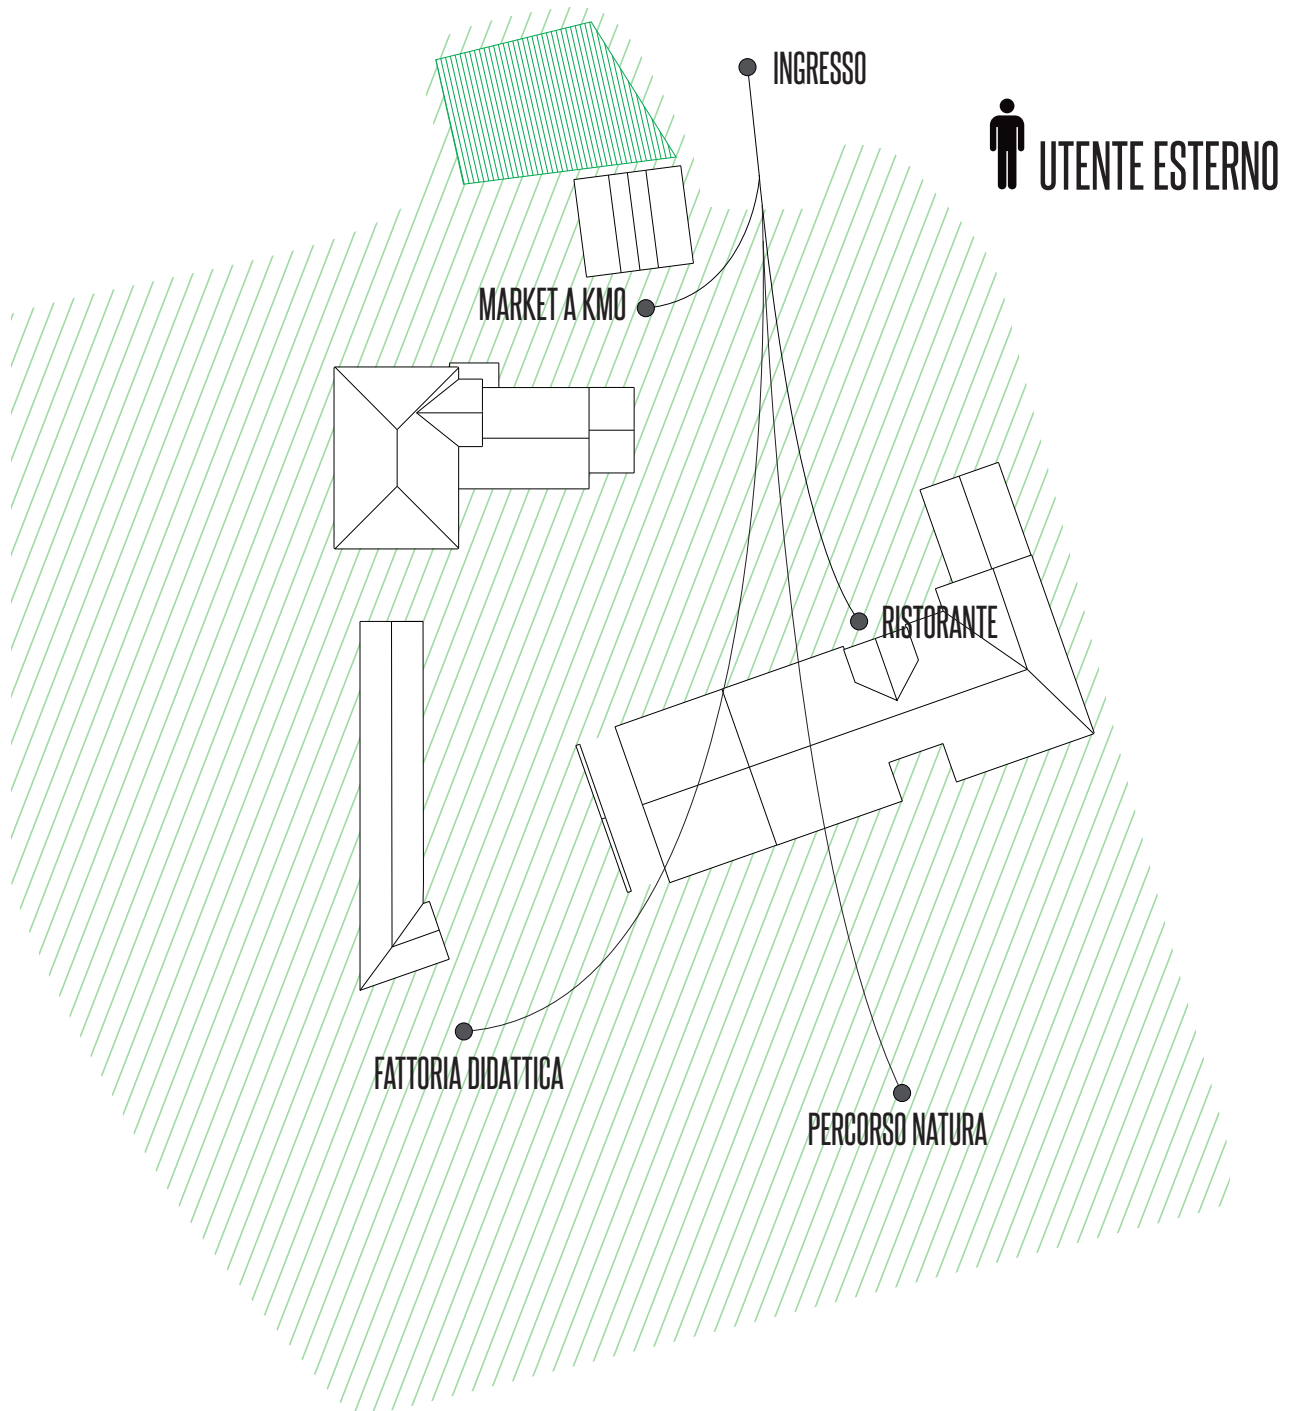 INGRESSO
UTENTE ESTERNO
MARKET A KM0
RISTORANTE
FATTORIA DIDATTICA
PERCORSO NATURA